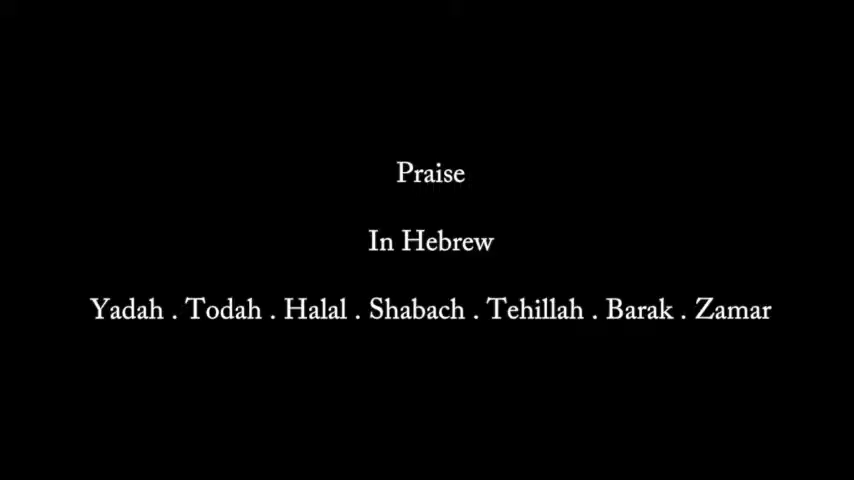 Praise
In Hebrew
Yadah . Todah . Halal . Shabach . Tehillah . Barak . Zamar